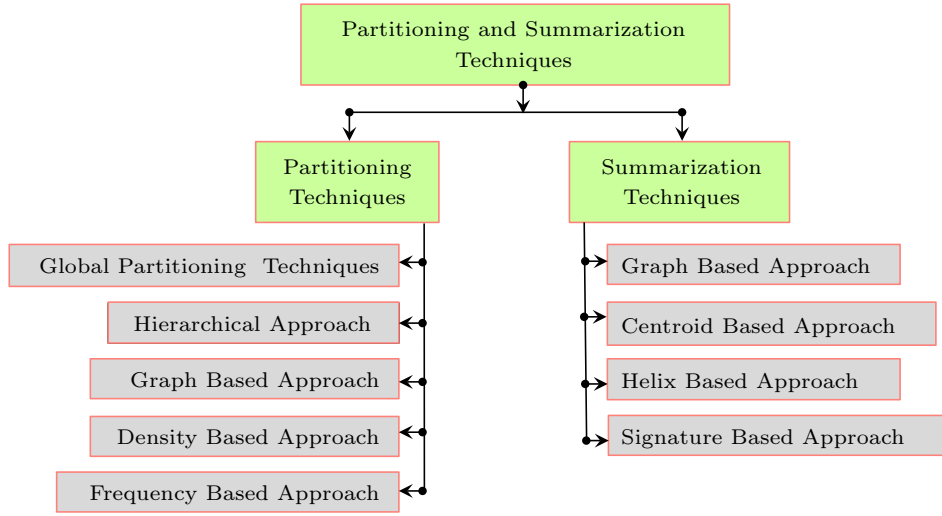 Partitioning and Summarization
Techniques
Partitioning
Techniques
Summarization
Techniques
Global Partitioning Techniques
Hierarchical Approach
Graph Based Approach
Density Based Approach
Frequency Based Approach
Graph Based Approach
Centroid Based Approach
Helix Based Approach
Signature Based Approach